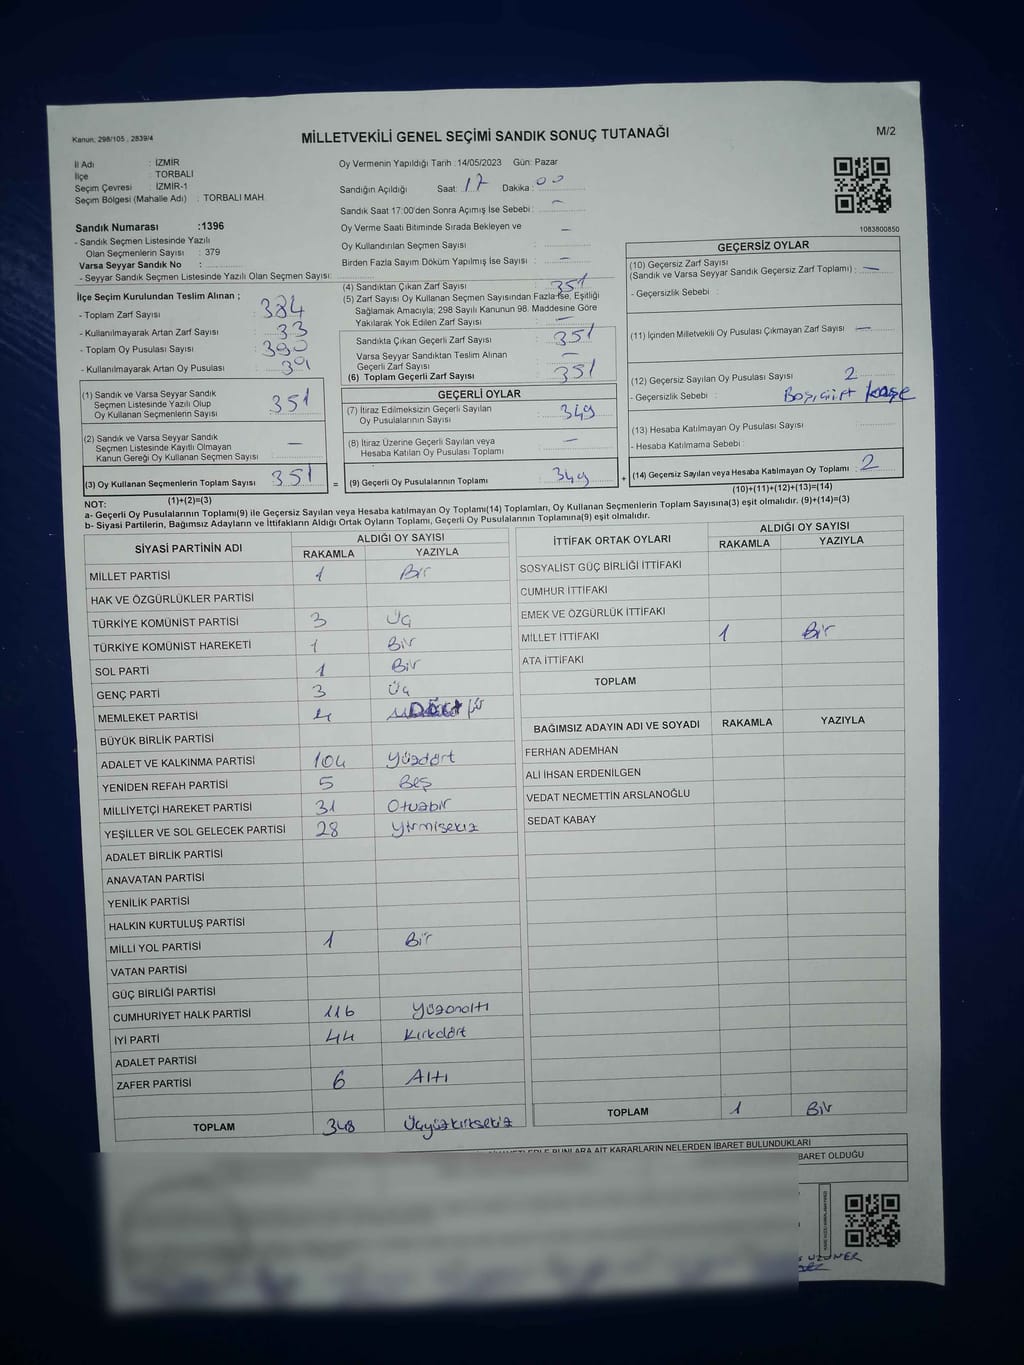 Kanun: 298/105 , 2839/4
MİLLETVEKİLİ GENEL SEÇİMİ SANDIK SONUÇ TUTANAĞI
M/2
İl Adı : İZMİR
İlçe : TORBALI
Seçim Çevresi : İZMİR-1
Seçim Bölgesi (Mahalle Adı) : TORBALI MAH.
Oy Vermenin Yapıldığı Tarih :14/05/2023 Gün: Pazar
Sandığın Açıldığı Saat: 17 Dakika : 00
Sandık Saat 17:00'den Sonra Açımış İse Sebebi : —
Sandık Numarası :1396
- Sandık Seçmen Listesinde Yazılı
Olan Seçmenlerin Sayısı : 379
Varsa Seyyar Sandık No :
- Seyyar Sandık Seçmen Listesinde Yazılı Olan Seçmen Sayısı:
Oy Verme Saati Bitiminde Sırada Bekleyen ve
Oy Kullandırılan Seçmen Sayısı : —
Birden Fazla Sayım Döküm Yapılmış İse Sayısı : —
1083800850
İlçe Seçim Kurulundan Teslim Alınan ;
- Toplam Zarf Sayısı : 384
- Kullanılmayarak Artan Zarf Sayısı : 33
- Toplam Oy Pusulası Sayısı : 390
- Kullanılmayarak Artan Oy Pusulası :
(4) Sandıktan Çıkan Zarf Sayısı : 351
(5) Zarf Sayısı Oy Kullanan Seçmen Sayısından Fazla İse, Eşitliği
Sağlamak Amacıyla; 298 Sayılı Kanunun 98. Maddesine Göre
Yakılarak Yok Edilen Zarf Sayısı : —
Sandıkta Çıkan Geçerli Zarf Sayısı : 351
Varsa Seyyar Sandıktan Teslim Alınan
Geçerli Zarf Sayısı : —
(6) Toplam Geçerli Zarf Sayısı : 351
GEÇERSİZ OYLAR
(10) Geçersiz Zarf Sayısı
(Sandık ve Varsa Seyyar Sandık Geçersiz Zarf Toplamı) : —
- Geçersizlik Sebebi :
(11) İçinden Milletvekili Oy Pusulası Çıkmayan Zarf Sayısı : —
(12) Geçersiz Sayılan Oy Pusulası Sayısı : 2
- Geçersizlik Sebebi : Boş, çift kaşe
(13) Hesaba Katılmayan Oy Pusulası Sayısı :
- Hesaba Katılmama Sebebi :
(14) Geçersiz Sayılan veya Hesaba Katılmayan Oy Toplamı : 2
(10)+(11)+(12)+(13)=(14)
(1) Sandık ve Varsa Seyyar Sandık
Seçmen Listesinde Yazılı Olup
Oy Kullanan Seçmenlerin Sayısı : 351
(2) Sandık ve Varsa Seyyar Sandık
Seçmen Listesinde Kayıtlı Olmayan
Kanun Gereği Oy Kullanan Seçmen Sayısı : —
(3) Oy Kullanan Seçmenlerin Toplam Sayısı : 351 =
(1)+(2)=(3)
GEÇERLİ OYLAR
(7) İtiraz Edilmeksizin Geçerli Sayılan
Oy Pusulalarının Sayısı : 349
(8) İtiraz Üzerine Geçerli Sayılan veya
Hesaba Katılan Oy Pusulası Toplamı : —
(9) Geçerli Oy Pusulalarının Toplamı : 349 +
NOT:
a- Geçerli Oy Pusulalarının Toplamı(9) ile Geçersiz Sayılan veya Hesaba katılmayan Oy Toplamı(14) Toplamları, Oy Kullanan Seçmenlerin Toplam Sayısına(3) eşit olmalıdır. (9)+(14)=(3)
b- Siyasi Partilerin, Bağımsız Adayların ve İttifakların Aldığı Ortak Oyların Toplamı, Geçerli Oy Pusulalarının Toplamına(9) eşit olmalıdır.
SİYASİ PARTİNİN ADI ALDIĞI OY SAYISI
RAKAMLA YAZIYLA
MİLLET PARTİSİ 1 Bir
HAK VE ÖZGÜRLÜKLER PARTİSİ
TÜRKİYE KOMÜNİST PARTİSİ 3 Üç
TÜRKİYE KOMÜNİST HAREKETİ 1 Bir
SOL PARTİ 1 Bir
GENÇ PARTİ 3 Üç
MEMLEKET PARTİSİ 4 DÖRT
BÜYÜK BİRLİK PARTİSİ
ADALET VE KALKINMA PARTİSİ 104 Yüzdört
YENİDEN REFAH PARTİSİ 5 Beş
MİLLİYETÇİ HAREKET PARTİSİ 31 Otuzbir
YEŞİLLER VE SOL GELECEK PARTİSİ 28 Yirmisekiz
ADALET BİRLİK PARTİSİ
ANAVATAN PARTİSİ
YENİLİK PARTİSİ
HALKIN KURTULUŞ PARTİSİ
MİLLİ YOL PARTİSİ 1 Bir
VATAN PARTİSİ
GÜÇ BİRLİĞİ PARTİSİ
CUMHURİYET HALK PARTİSİ 116 Yüzonaltı
İYİ PARTİ 44 Kırkdört
ADALET PARTİSİ
ZAFER PARTİSİ 6 Altı
TOPLAM 348 Üçyüzkırksekiz
İTTİFAK ORTAK OYLARI ALDIĞI OY SAYISI
RAKAMLA YAZIYLA
SOSYALİST GÜÇ BİRLİĞİ İTTİFAKI
CUMHUR İTTİFAKI
EMEK VE ÖZGÜRLÜK İTTİFAKI
MİLLET İTTİFAKI 1 Bir
ATA İTTİFAKI
TOPLAM
BAĞIMSIZ ADAYIN ADI VE SOYADI RAKAMLA YAZIYLA
FERHAN ADEMHAN
ALİ İHSAN ERDENİLGEN
VEDAT NECMETTİN ARSLANOĞLU
SEDAT KABAY
TOPLAM 1 Bir
BUNLARA AİT KARARLARIN NELERDEN İBARET BULUNDUKLARI
BARET OLDUĞU
UZUNER